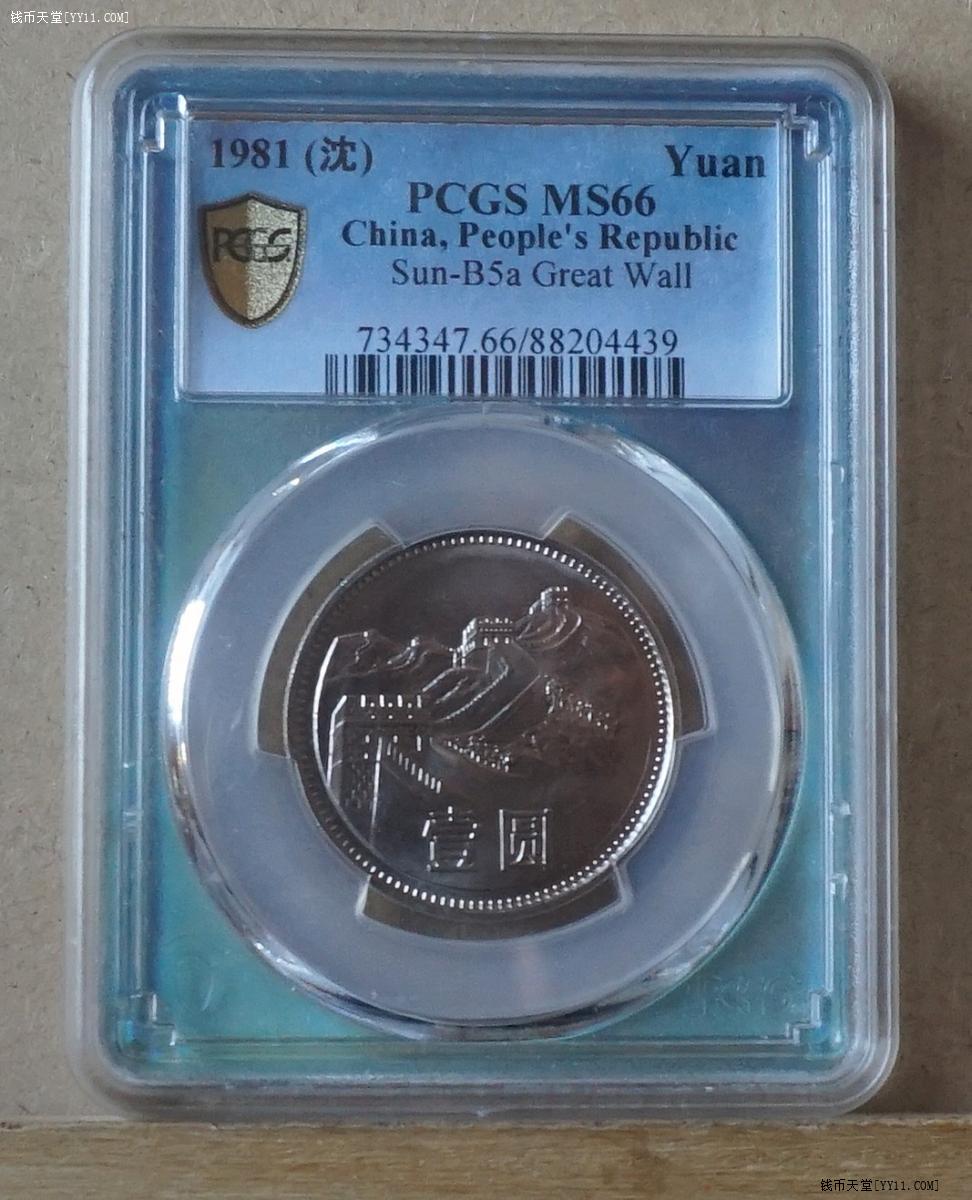 钱币天堂[YY11.COM]
1981 (沈) Yuan
PCGS MS66
PCGS
China, People's Republic
Sun-B5a Great Wall
734347.66/88204439
壹圆
钱币天堂[YY11.COM]